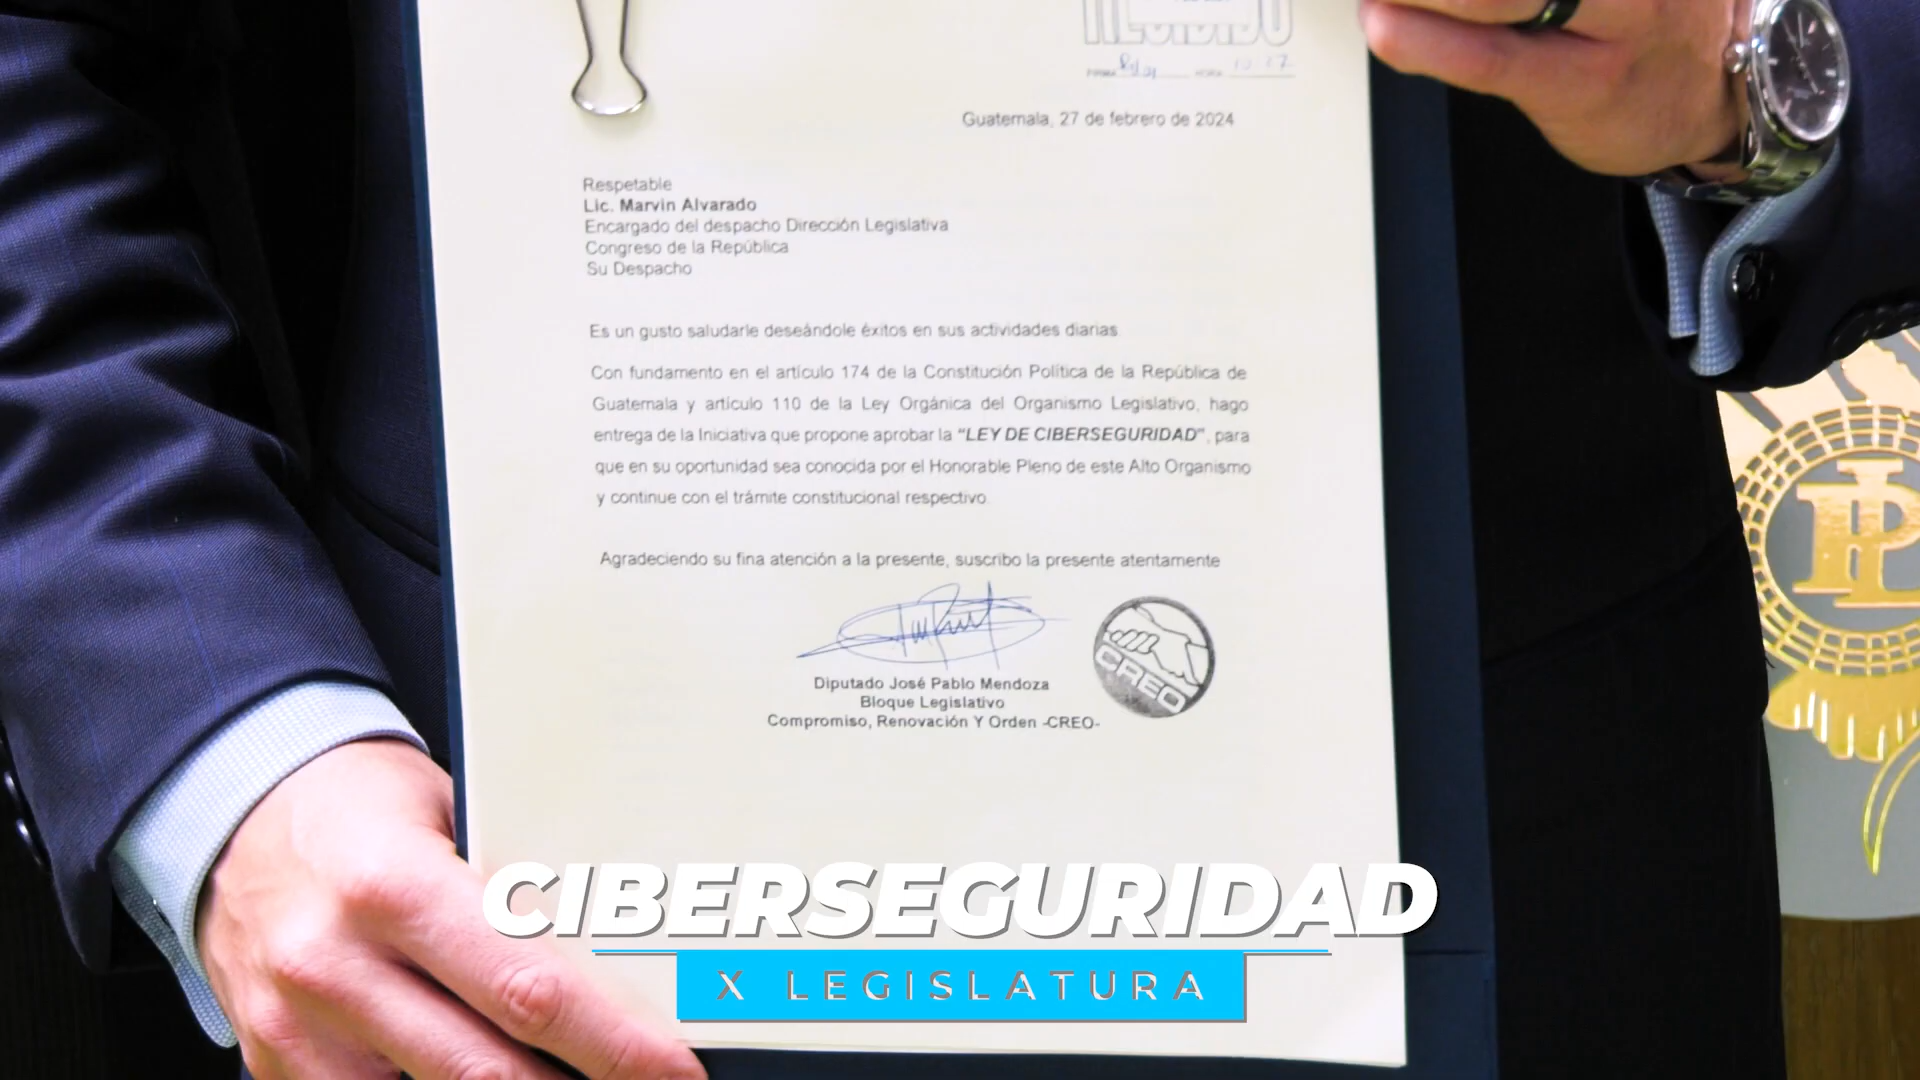 RECIBIDO
FIRMA HORA
Guatemala, 27 de febrero de 2024
Respetable
Lic. Marvin Alvarado
Encargado del despacho Dirección Legislativa
Congreso de la República
Su Despacho
Es un gusto saludarle deseándole éxitos en sus actividades diarias.
Con fundamento en el artículo 174 de la Constitución Política de la República de
Guatemala y artículo 110 de la Ley Orgánica del Organismo Legislativo, hago
entrega de la Iniciativa que propone aprobar la "LEY DE CIBERSEGURIDAD", para
que en su oportunidad sea conocida por el Honorable Pleno de este Alto Organismo
y continue con el trámite constitucional respectivo.
Agradeciendo su fina atención a la presente, suscribo la presente atentamente
CREO
Diputado José Pablo Mendoza
Bloque Legislativo
Compromiso, Renovación Y Orden -CREO-
CIBERSEGURIDAD
X LEGISLATURA